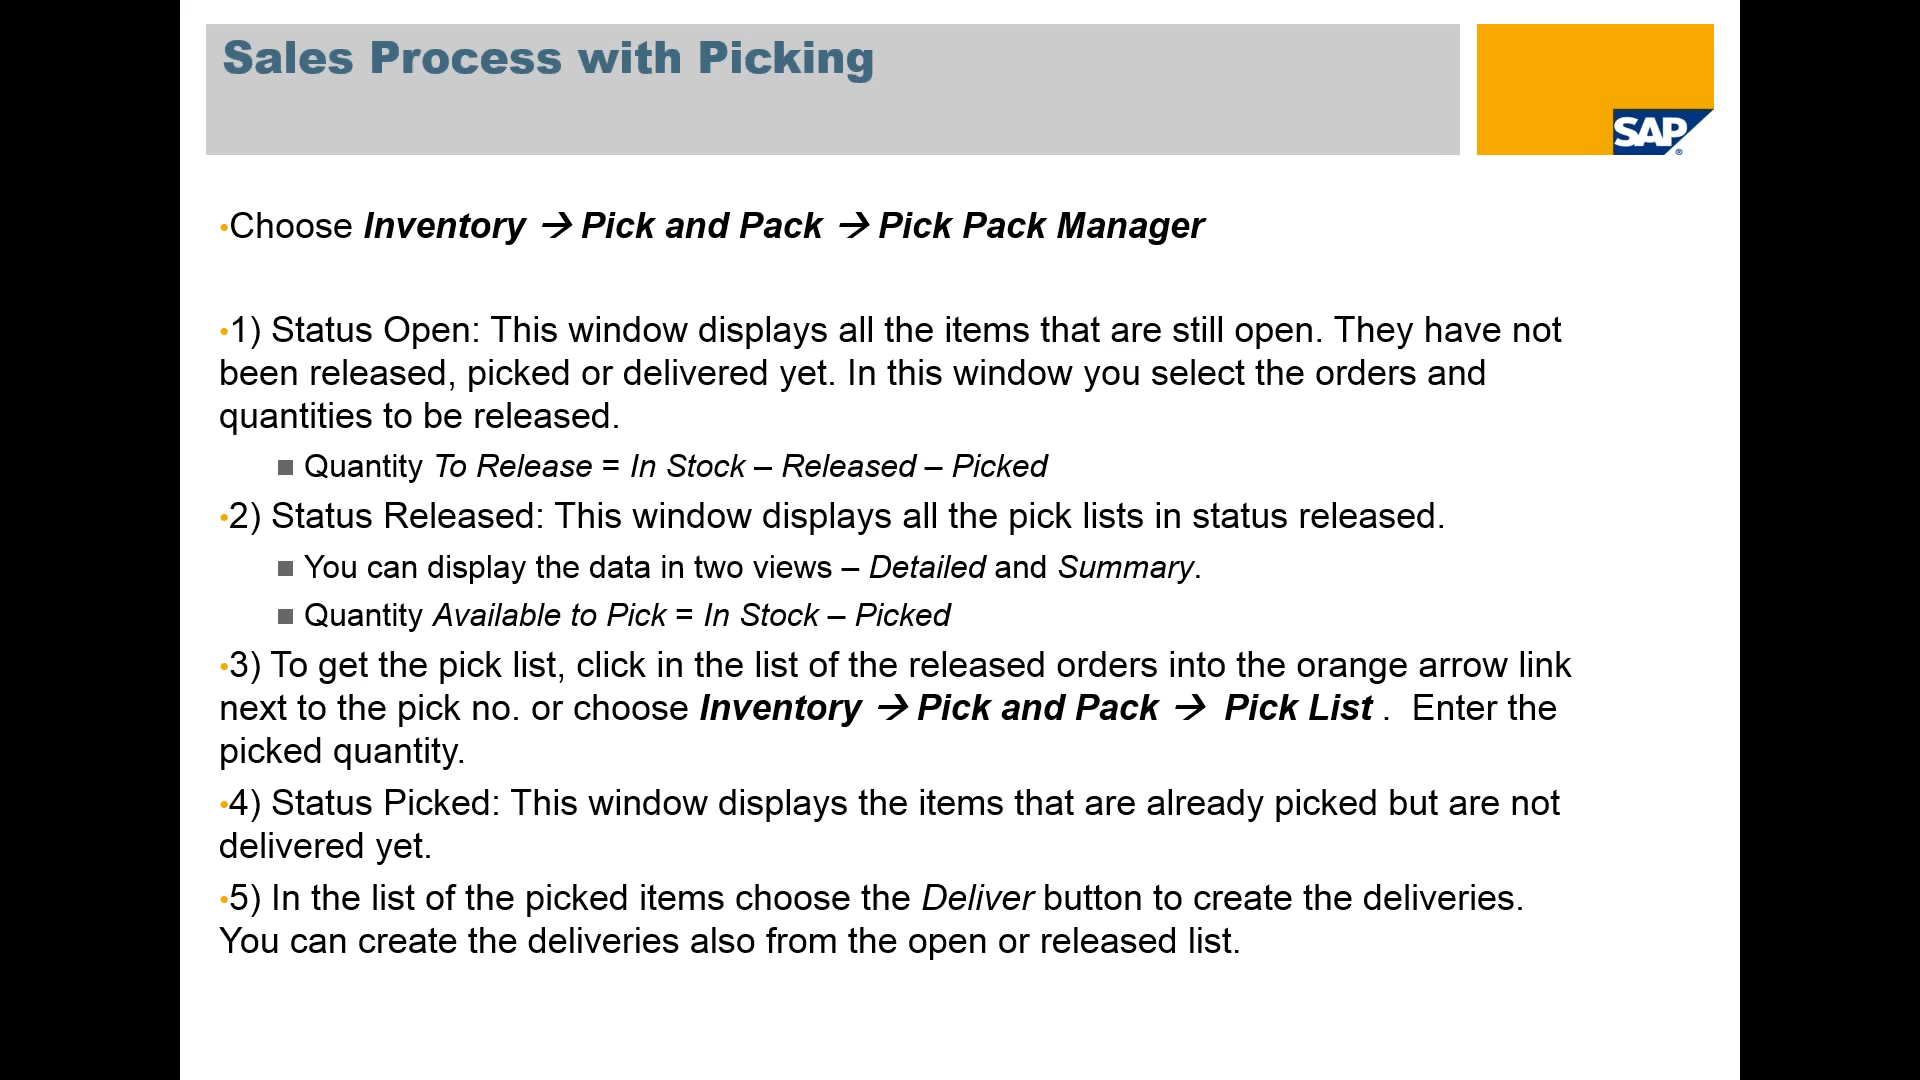 Sales Process with Picking
SAP
®
•Choose Inventory → Pick and Pack → Pick Pack Manager
•1) Status Open: This window displays all the items that are still open. They have not
been released, picked or delivered yet. In this window you select the orders and
quantities to be released.
■ Quantity To Release = In Stock – Released – Picked
•2) Status Released: This window displays all the pick lists in status released.
■ You can display the data in two views – Detailed and Summary.
■ Quantity Available to Pick = In Stock – Picked
•3) To get the pick list, click in the list of the released orders into the orange arrow link
next to the pick no. or choose Inventory → Pick and Pack → Pick List . Enter the
picked quantity.
•4) Status Picked: This window displays the items that are already picked but are not
delivered yet.
•5) In the list of the picked items choose the Deliver button to create the deliveries.
You can create the deliveries also from the open or released list.